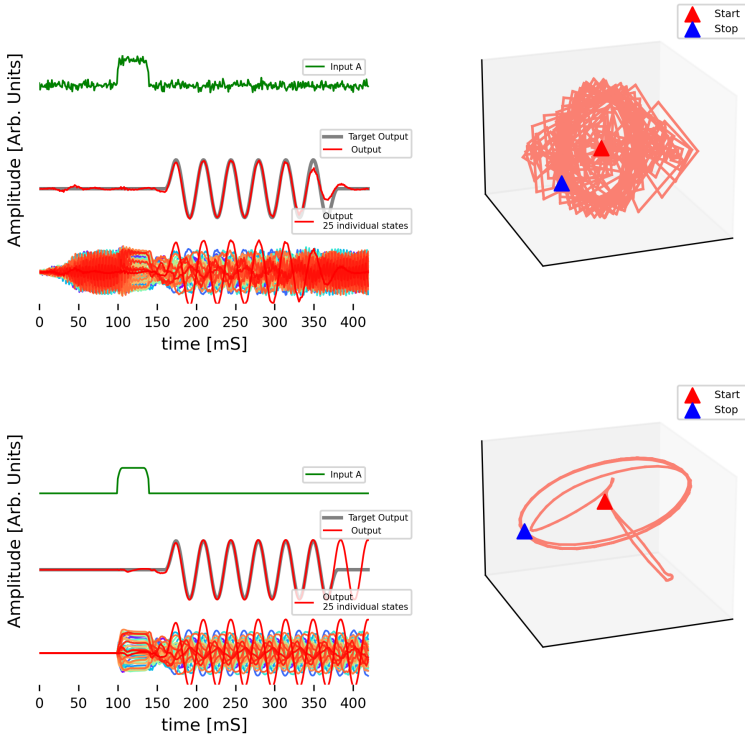 Start
Stop
Amplitude [Arb. Units]
Input A
Target Output
Output
Output
25 individual states
0 50 100 150 200 250 300 350 400
time [mS]
Start
Stop
Amplitude [Arb. Units]
Input A
Target Output
Output
Output
25 individual states
0 50 100 150 200 250 300 350 400
time [mS]